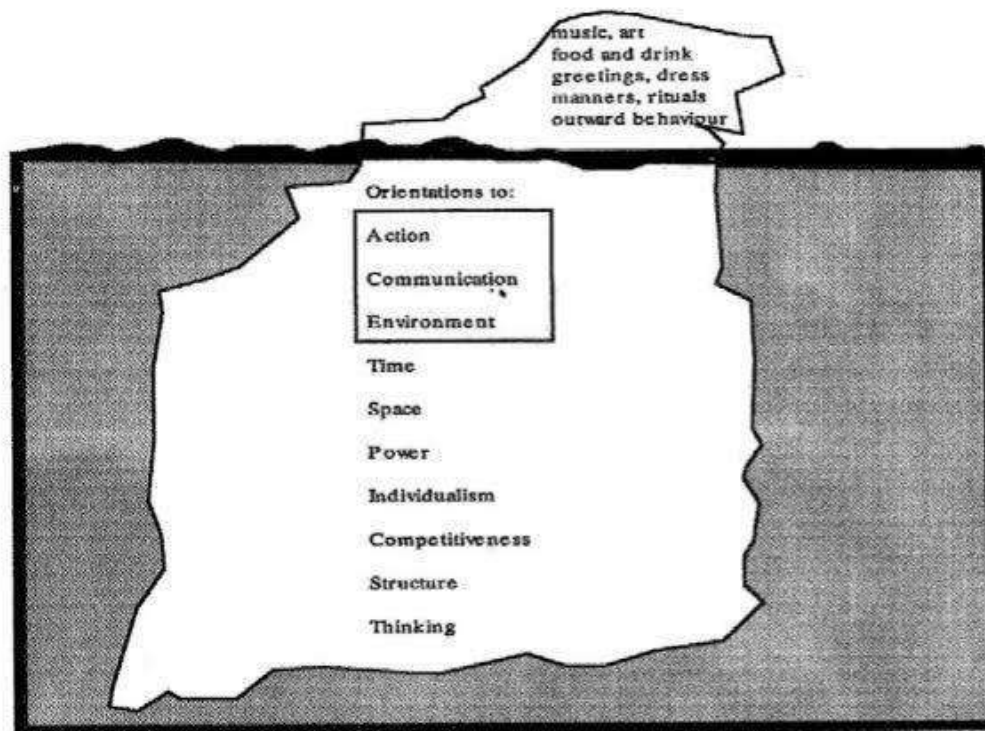 music, art
food and drink
greetings, dress
manners, rituals
outward behaviour
Orientations to:
Action
Communication
Environment
Time
Space
Power
Individualism
Competitiveness
Structure
Thinking